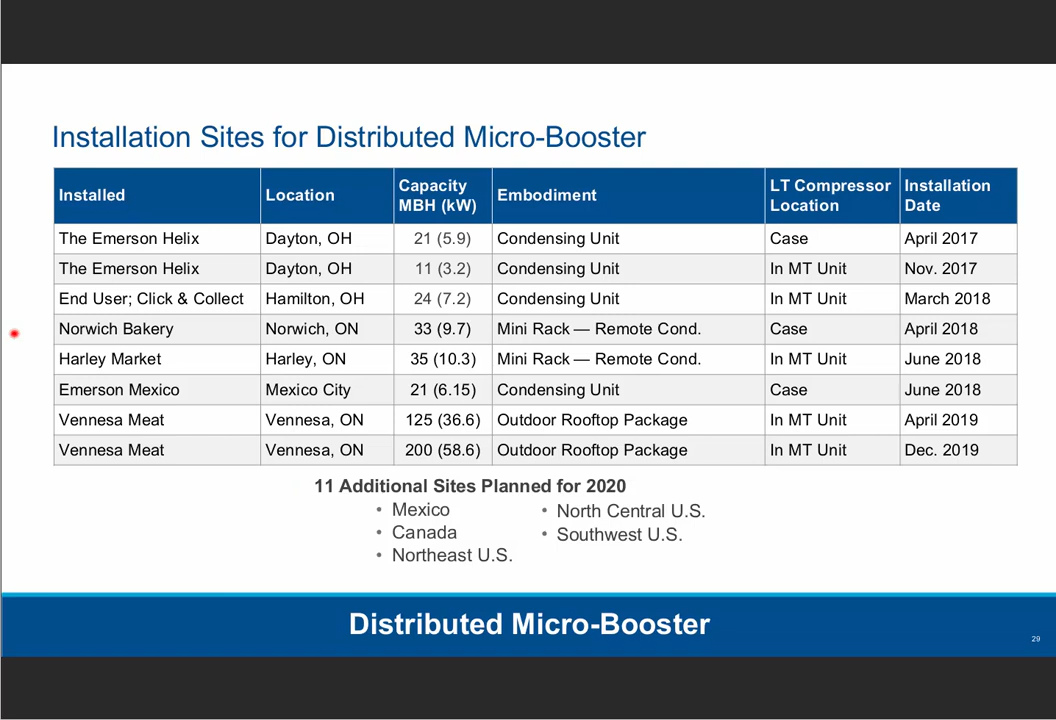 Installation Sites for Distributed Micro-Booster
Installed Location Capacity MBH (kW) Embodiment LT Compressor Location Installation Date
The Emerson Helix Dayton, OH 21 (5.9) Condensing Unit Case April 2017
The Emerson Helix Dayton, OH 11 (3.2) Condensing Unit In MT Unit Nov. 2017
End User; Click & Collect Hamilton, OH 24 (7.2) Condensing Unit In MT Unit March 2018
Norwich Bakery Norwich, ON 33 (9.7) Mini Rack — Remote Cond. Case April 2018
Harley Market Harley, ON 35 (10.3) Mini Rack — Remote Cond. In MT Unit June 2018
Emerson Mexico Mexico City 21 (6.15) Condensing Unit Case June 2018
Vennesa Meat Vennesa, ON 125 (36.6) Outdoor Rooftop Package In MT Unit April 2019
Vennesa Meat Vennesa, ON 200 (58.6) Outdoor Rooftop Package In MT Unit Dec. 2019
11 Additional Sites Planned for 2020
• Mexico
• Canada
• Northeast U.S.
• North Central U.S.
• Southwest U.S.
Distributed Micro-Booster
29